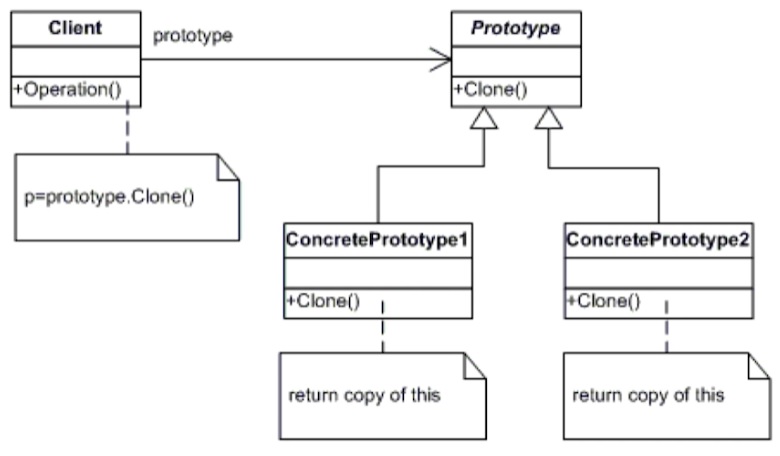 Client
prototype
Prototype
+Operation()
+Clone()
p=prototype.Clone()
ConcretePrototype1
ConcretePrototype2
+Clone()
+Clone()
return copy of this
return copy of this